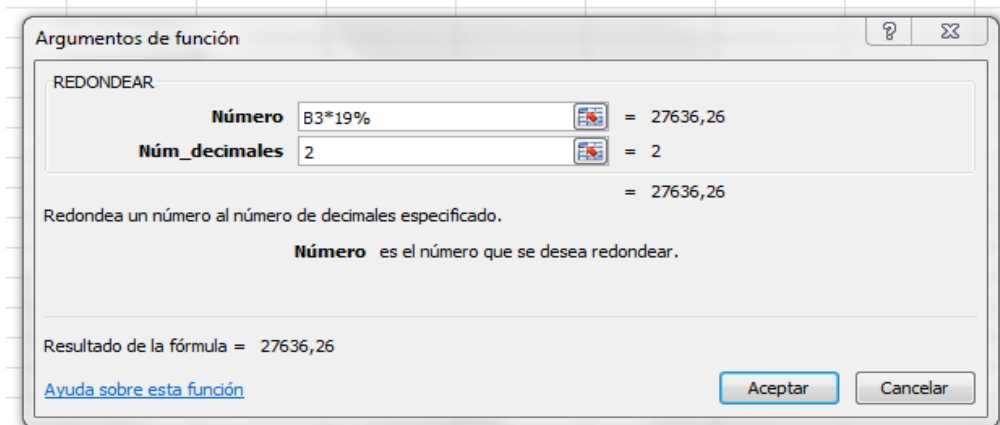 Argumentos de función
REDONDEAR
Número B3*19% = 27636,26
Núm_decimales 2 = 2
= 27636,26
Redondea un número al número de decimales especificado.
Número es el número que se desea redondear.
Resultado de la fórmula = 27636,26
Ayuda sobre esta función Aceptar Cancelar